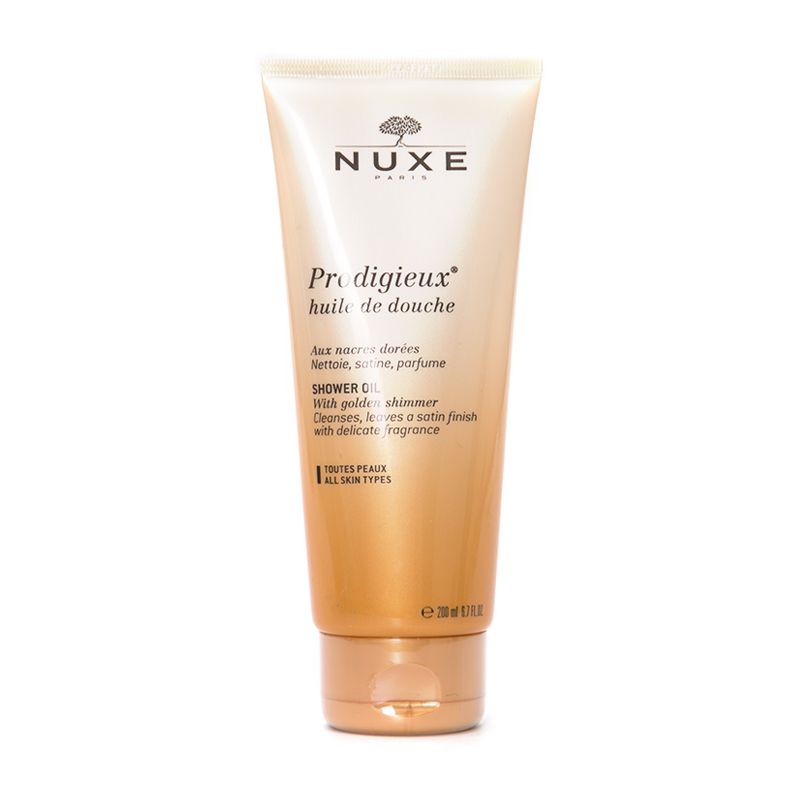 NUXE
PARIS
Prodigieux®
huile de douche
Aux nacres dorées
Nettoie, satine, parfume
SHOWER OIL
With golden shimmer
Cleanses, leaves a satin finish
with delicate fragrance
TOUTES PEAUX
ALL SKIN TYPES
℮ 200 ml 6.7 FL.OZ